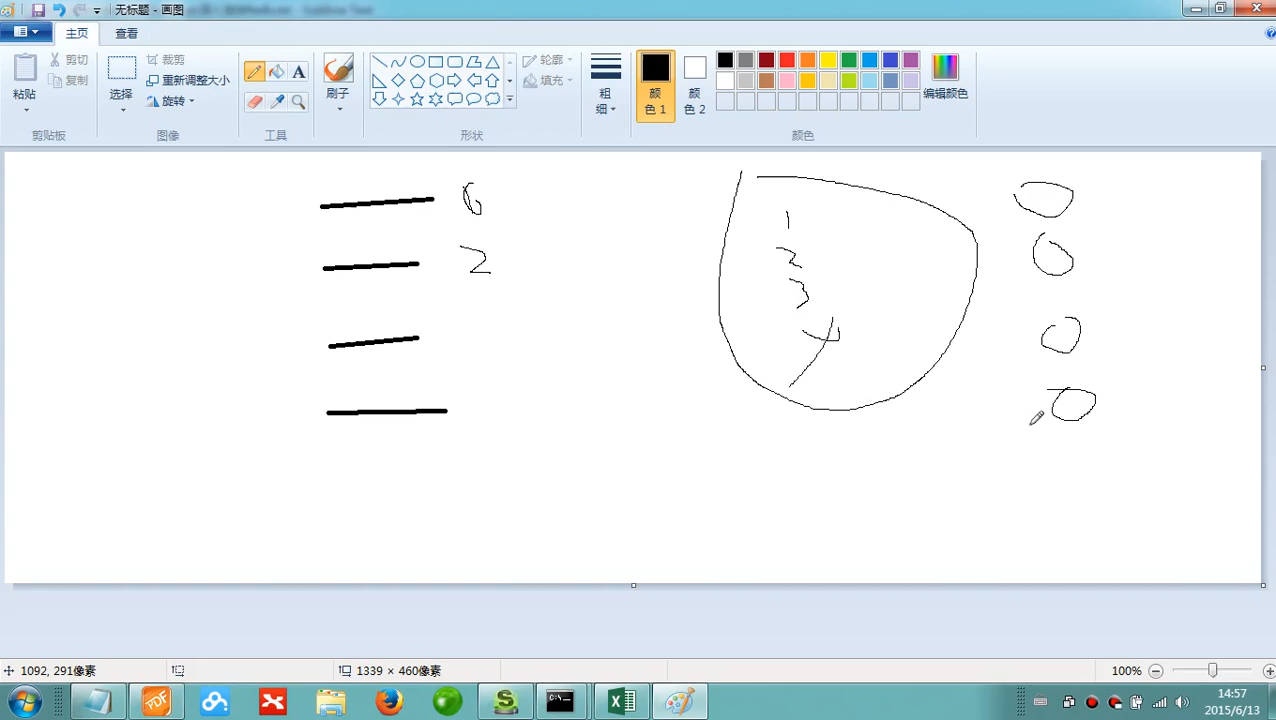 无标题 - 画图
主页
查看
粘贴
剪切
复制
剪贴板
选择
重新调整大小
旋转
图像
A
工具
刷子
轮廓
填充
形状
粗
细
颜
色 1
颜
色 2
编辑颜色
颜色
6
2
1
2
3
4
1092, 291像素
1339 × 460像素
100%
14:57
2015/6/13